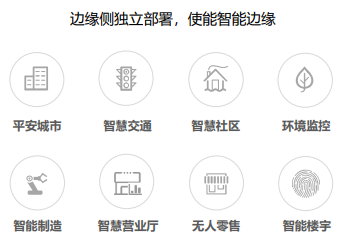 边缘侧独立部署，使能智能边缘
平安城市 智慧交通 智慧社区 环境监控
智能制造 智慧营业厅 无人零售 智能楼宇